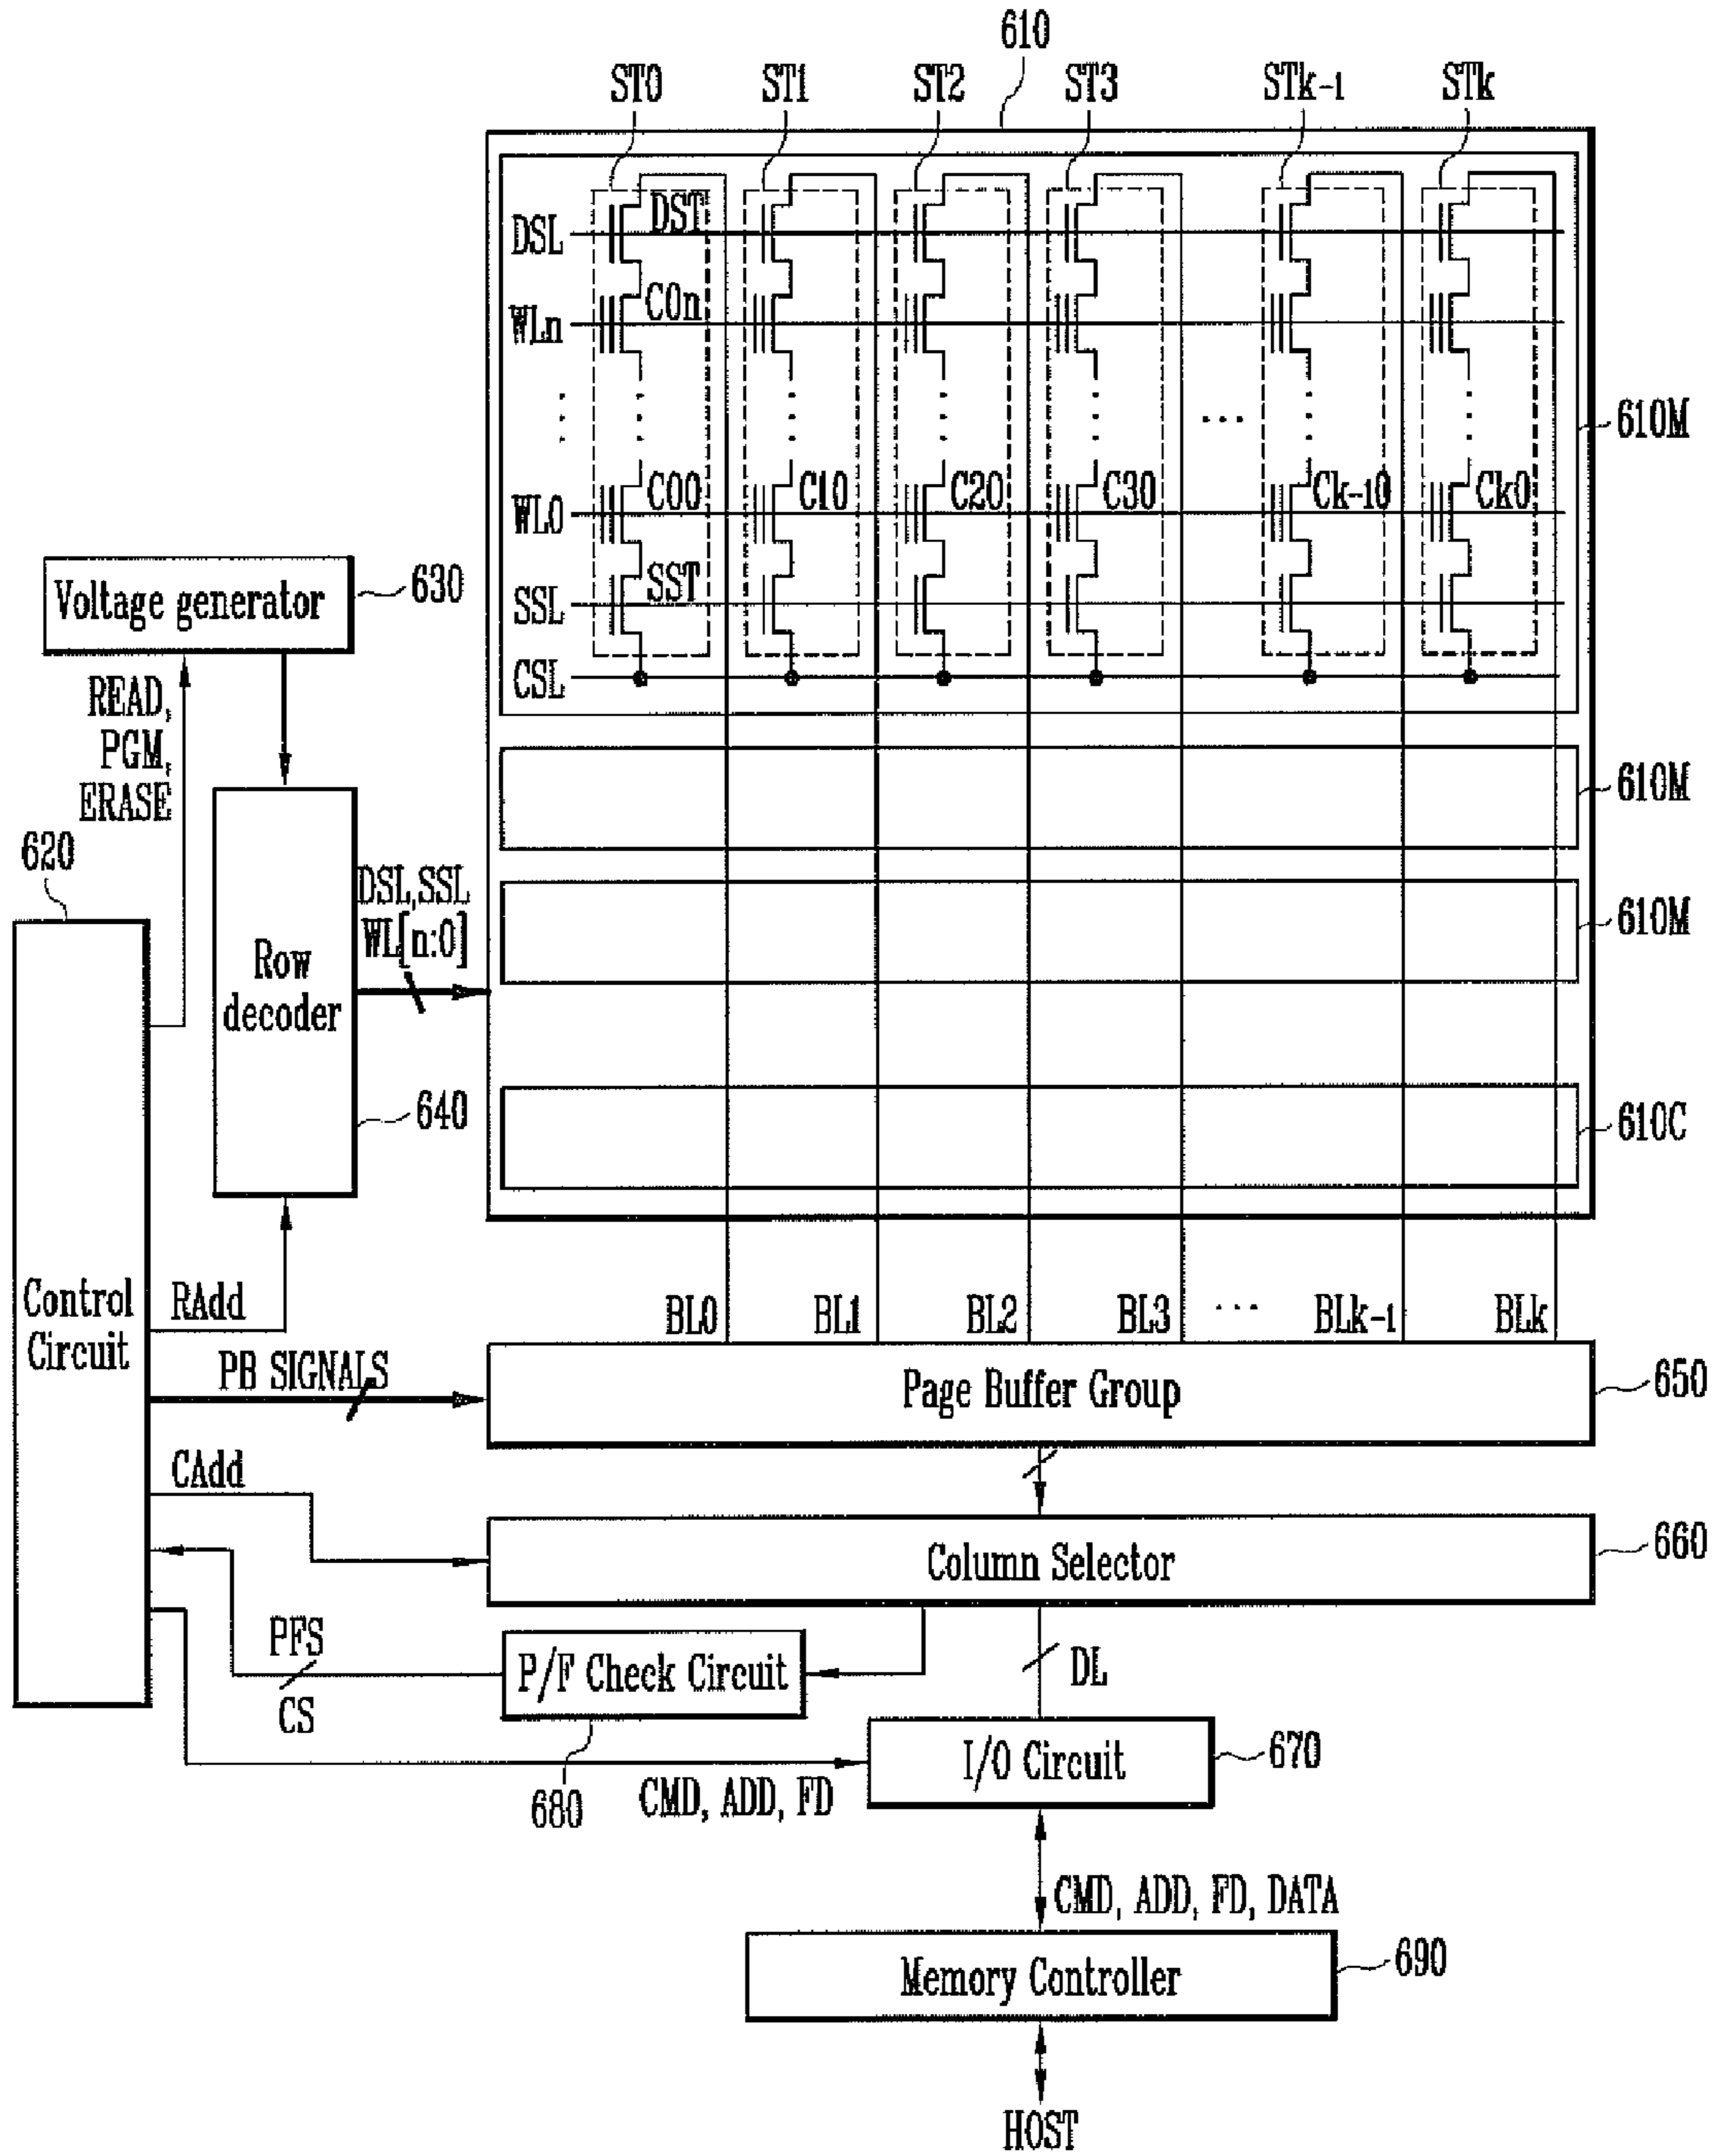 610
ST0 ST1 ST2 ST3 STk-1 STk
DSL DST
WLn C0n
610M
WL0 C00 C10 C20 C30 Ck-10 Ck0
SSL SST
CSL
Voltage generator 630
READ,
PGM,
ERASE
610M
620
DSL,SSL
WL[n:0]
610M
Row
decoder
640
610C
Control
Circuit
RAdd
BL0 BL1 BL2 BL3 ... BLk-1 BLk
PB SIGNALS
Page Buffer Group 650
CAdd
Column Selector 660
PFS
CS
P/F Check Circuit
680
DL
I/O Circuit 670
CMD, ADD, FD
CMD, ADD, FD, DATA
Memory Controller 690
HOST